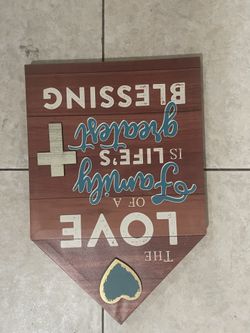 THE
LOVE
OF A
Family
IS LIFE'S
greatest
BLESSING